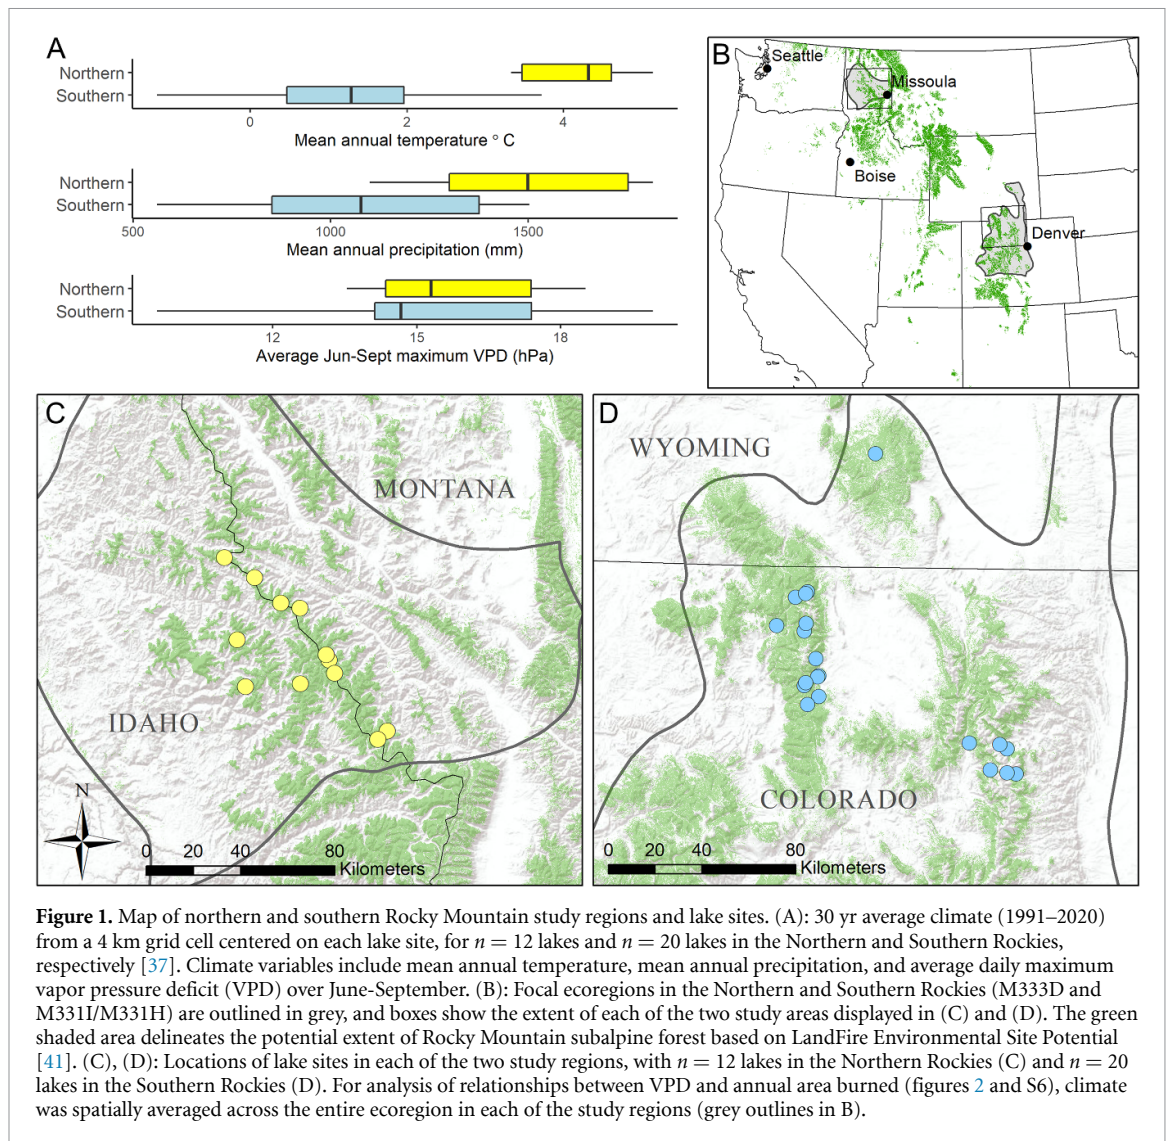 A
Northern
Southern
0
2
4
Mean annual temperature ° C
Northern
Southern
500
1000
1500
Mean annual precipitation (mm)
Northern
Southern
12
15
18
Average Jun-Sept maximum VPD (hPa)
B
Seattle
Missoula
Boise
Denver
C
MONTANA
IDAHO
N
0 20 40 80
Kilometers
D
WYOMING
COLORADO
0 20 40 80
Kilometers
Figure 1. Map of northern and southern Rocky Mountain study regions and lake sites. (A): 30 yr average climate (1991–2020)
from a 4 km grid cell centered on each lake site, for n = 12 lakes and n = 20 lakes in the Northern and Southern Rockies,
respectively [37]. Climate variables include mean annual temperature, mean annual precipitation, and average daily maximum
vapor pressure deficit (VPD) over June-September. (B): Focal ecoregions in the Northern and Southern Rockies (M333D and
M331I/M331H) are outlined in grey, and boxes show the extent of each of the two study areas displayed in (C) and (D). The green
shaded area delineates the potential extent of Rocky Mountain subalpine forest based on LandFire Environmental Site Potential
[41]. (C), (D): Locations of lake sites in each of the two study regions, with n = 12 lakes in the Northern Rockies (C) and n = 20
lakes in the Southern Rockies (D). For analysis of relationships between VPD and annual area burned (figures 2 and S6), climate
was spatially averaged across the entire ecoregion in each of the study regions (grey outlines in B).